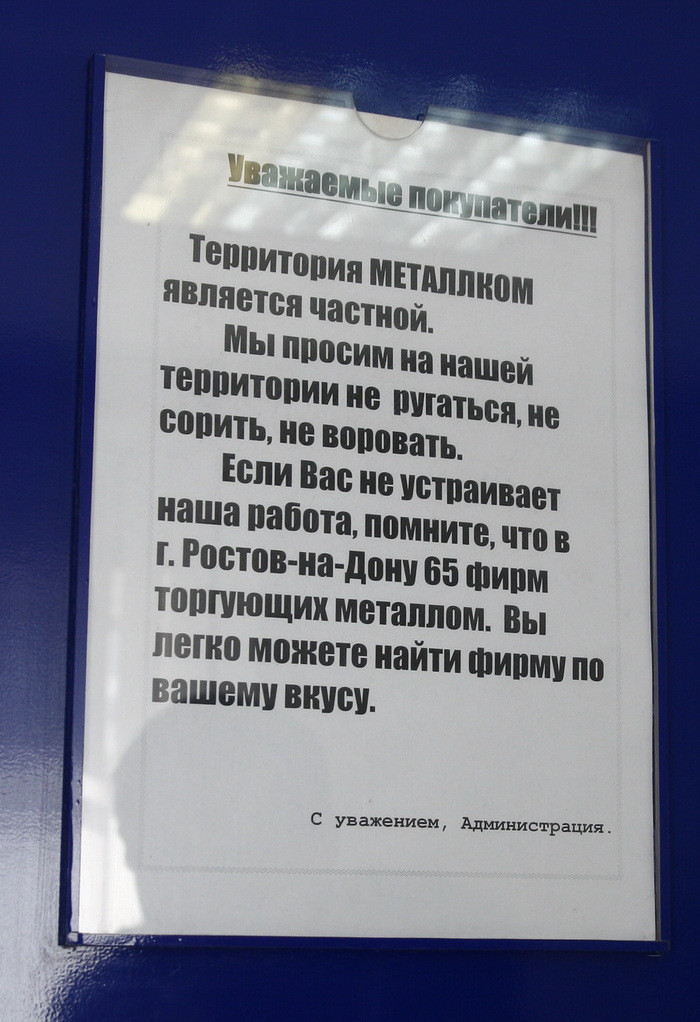 Уважаемые покупатели!!!
Территория МЕТАЛЛКОМ
является частной.
Мы просим на нашей
территории не ругаться, не
сорить, не воровать.
Если Вас не устраивает
наша работа, помните, что в
г. Ростов-на-Дону 65 фирм
торгующих металлом. Вы
легко можете найти фирму по
вашему вкусу.
С уважением, Администрация.